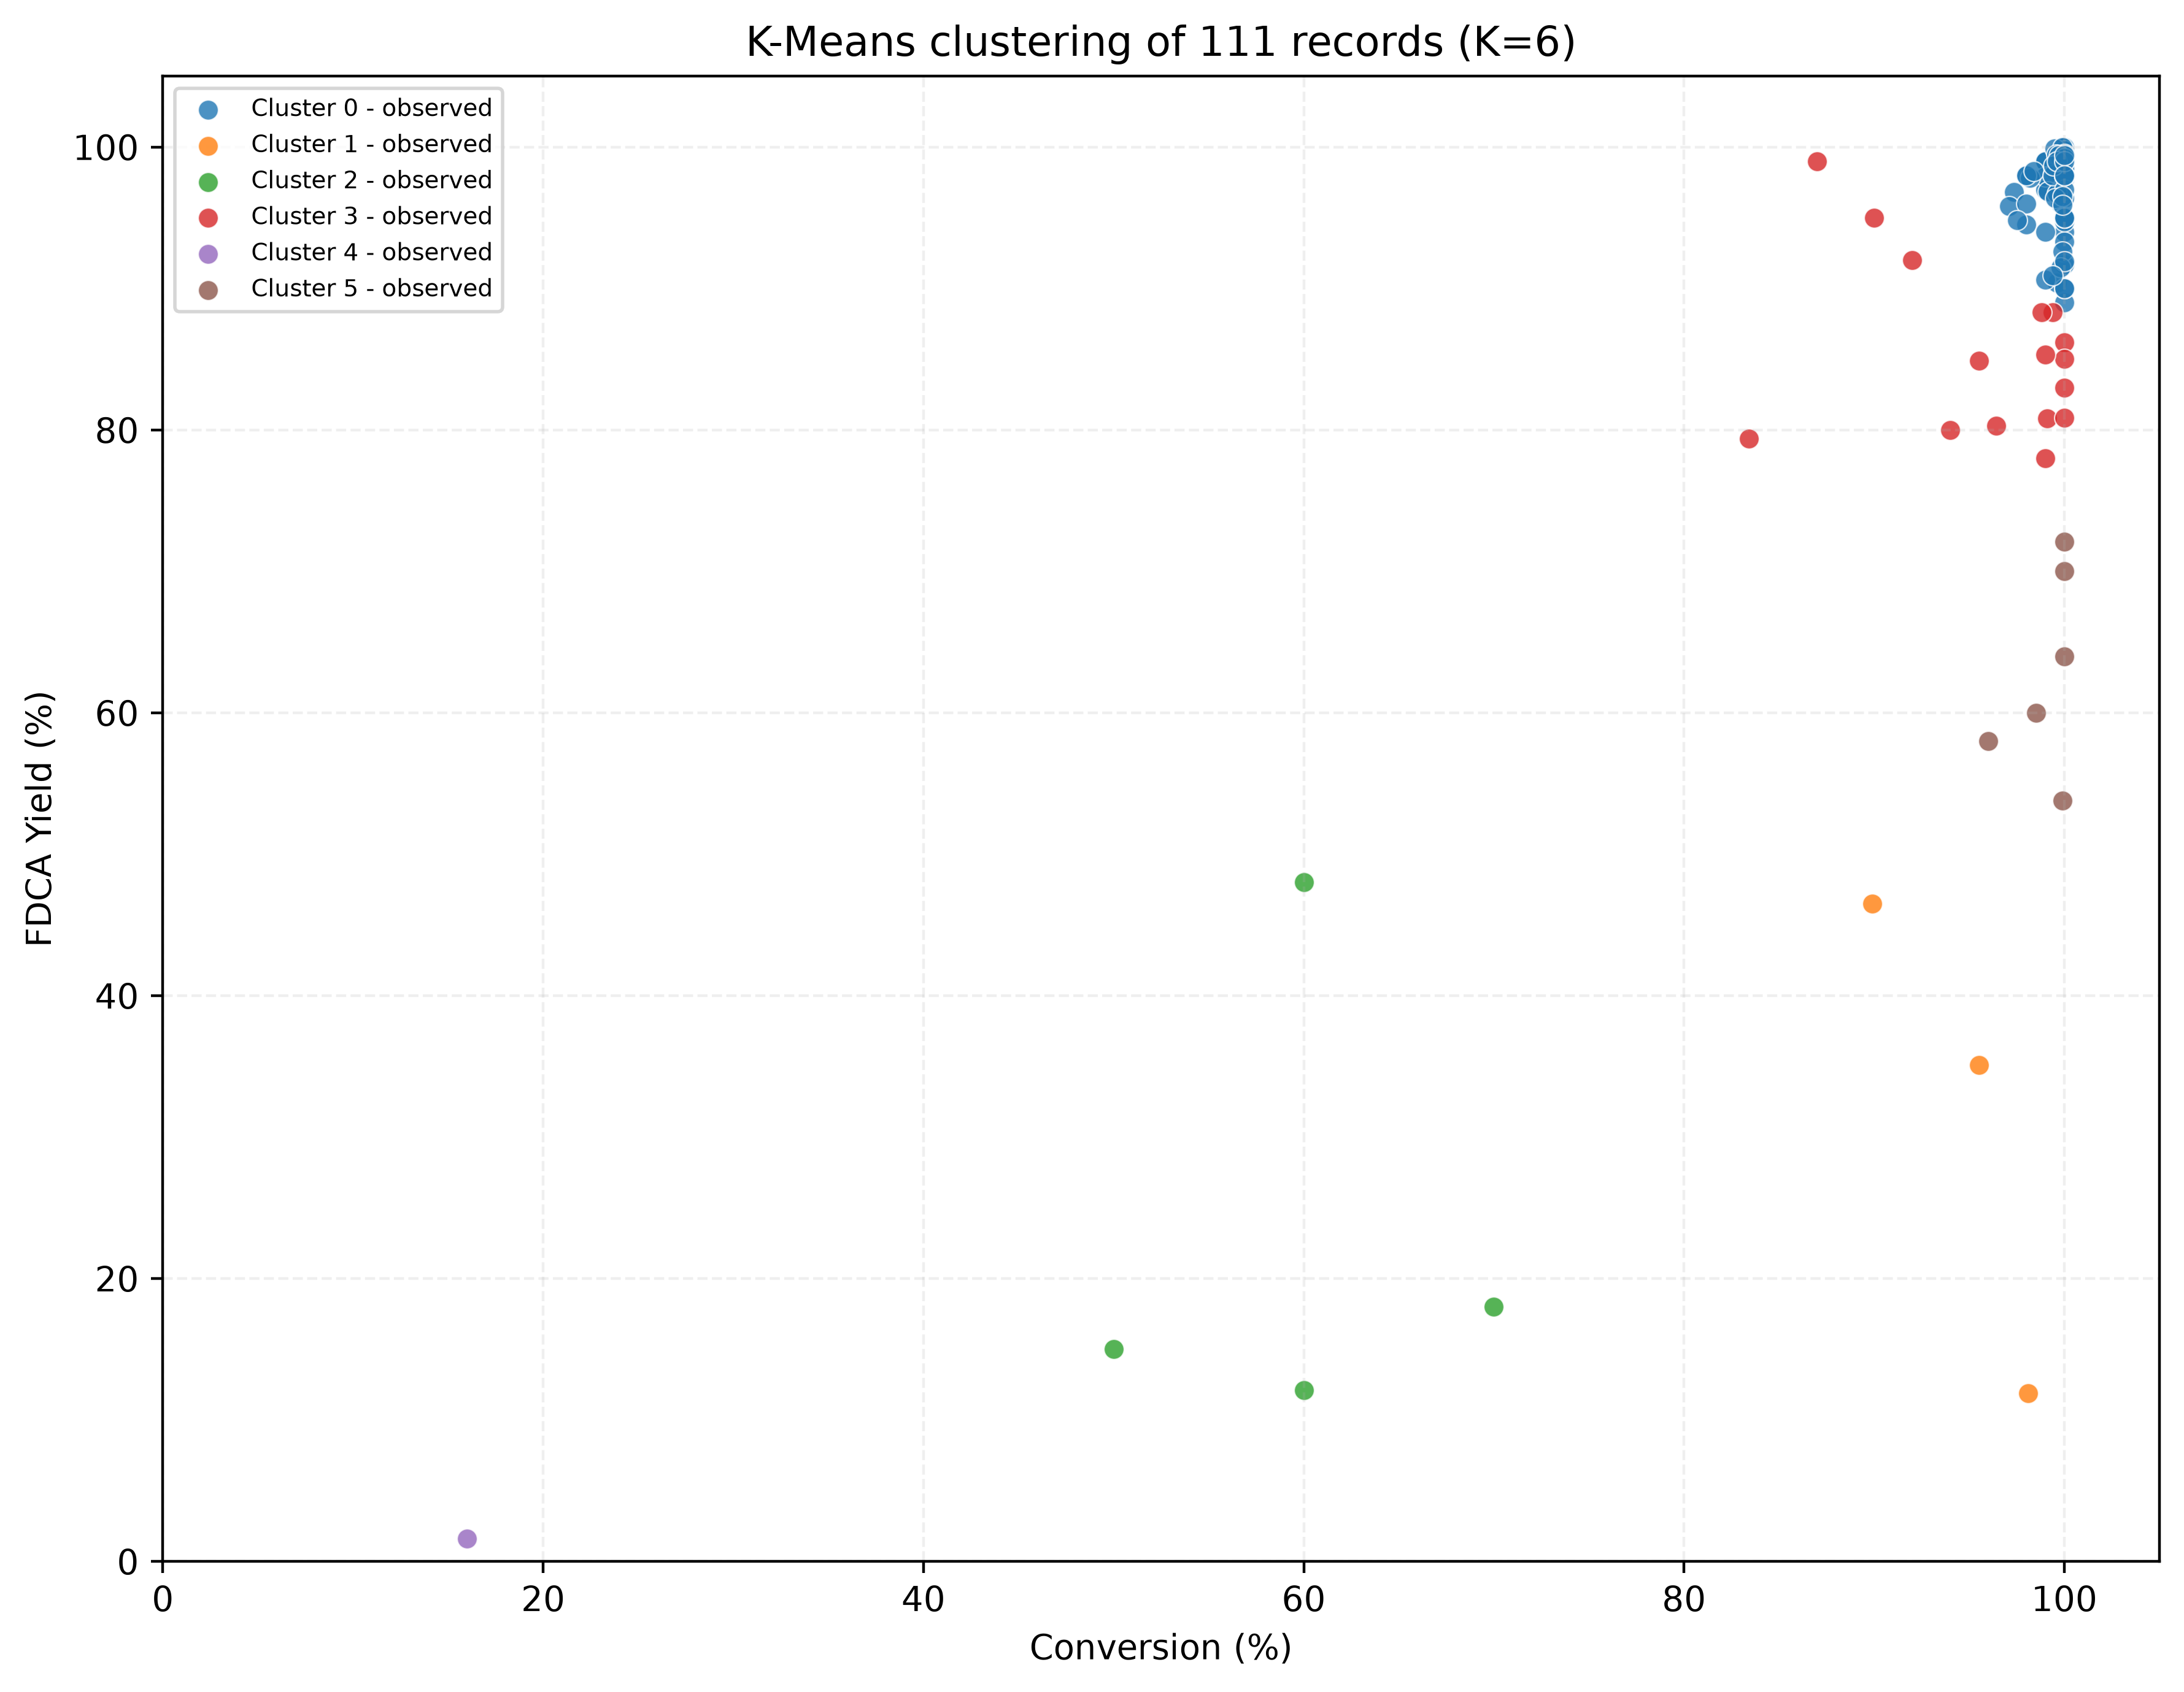 K-Means clustering of 111 records (K=6)
Cluster 0 - observed
Cluster 1 - observed
Cluster 2 - observed
Cluster 3 - observed
Cluster 4 - observed
Cluster 5 - observed
100
80
60
40
20
0
FDCA Yield (%)
0 20 40 60 80 100
Conversion (%)